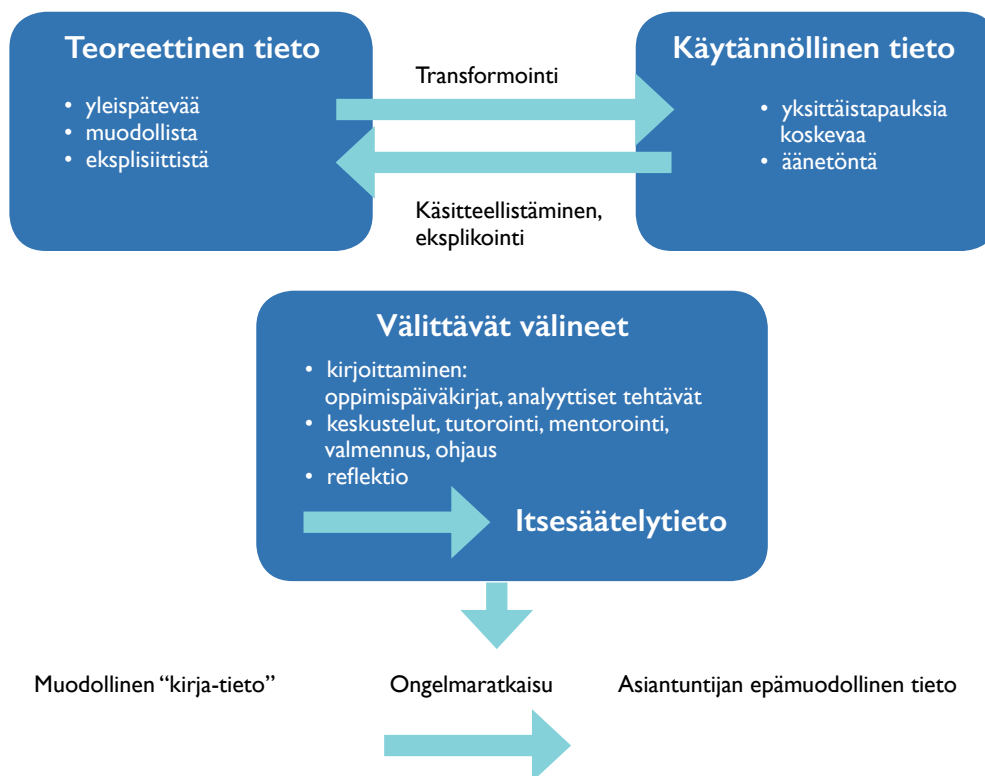 Teoreettinen tieto
• yleispätevää
• muodollista
• eksplisiittistä
Transformointi
Käsitteellistäminen,
eksplikointi
Käytännöllinen tieto
• yksittäistapauksia
koskevaa
• äänetöntä
Välittävät välineet
• kirjoittaminen:
oppimispäiväkirjat, analyyttiset tehtävät
• keskustelut, tutorointi, mentorointi,
valmennus, ohjaus
• reflektio
Itsesäätelytieto
Muodollinen “kirja-tieto”
Ongelmaratkaisu
Asiantuntijan epämuodollinen tieto